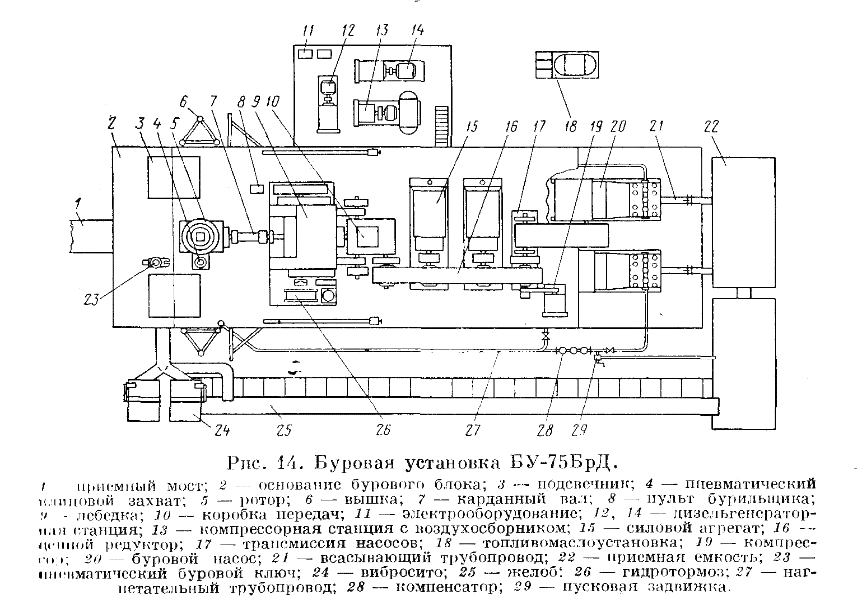 11 12 13 14
2 3 4 5 6 7 8 9 10 15 16 17 18 19 20 21 22
1
23
24 25 26 27 28 29
Рис. 14. Буровая установка БУ-75БрД.
1 — приемный мост; 2 — основание бурового блока; 3 — подсвечник; 4 — пневматический
клиновой захват; 5 — ротор; 6 — вышка; 7 — карданный вал; 8 — пульт бурильщика;
9 — лебедка; 10 — коробка передач; 11 — электрооборудование; 12, 14 — дизельгенератор-
ная станция; 13 — компрессорная станция с воздухосборником; 15 — силовой агрегат; 16 —
цепной редуктор; 17 — трансмиссия насосов; 18 — топливомаслоустановка; 19 — компрес-
сор; 20 — буровой насос; 21 — всасывающий трубопровод; 22 — приемная емкость; 23 —
пневматический буровой ключ; 24 — вибросито; 25 — желоб; 26 — гидротормоз; 27 — наг-
нетательный трубопровод; 28 — компенсатор; 29 — пусковая задвижка.